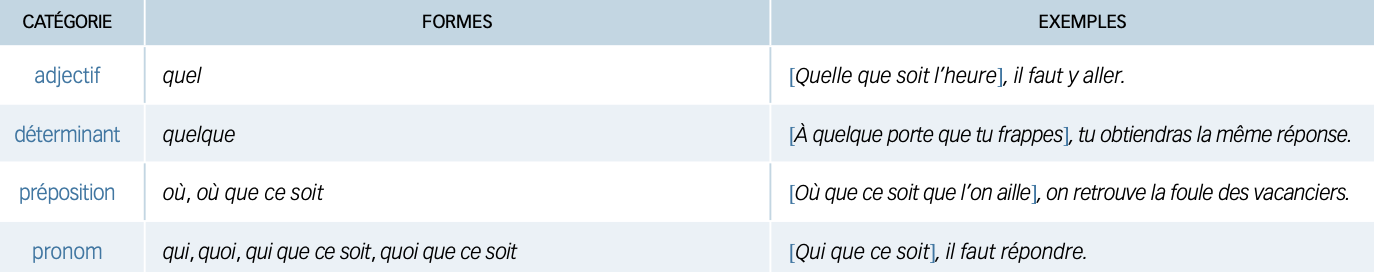 CATÉGORIE FORMES EXEMPLES
adjectif quel [Quelle que soit l’heure], il faut y aller.
déterminant quelque [À quelque porte que tu frappes], tu obtiendras la même réponse.
préposition où, où que ce soit [Où que ce soit que l’on aille], on retrouve la foule des vacanciers.
pronom qui, quoi, qui que ce soit, quoi que ce soit [Qui que ce soit], il faut répondre.